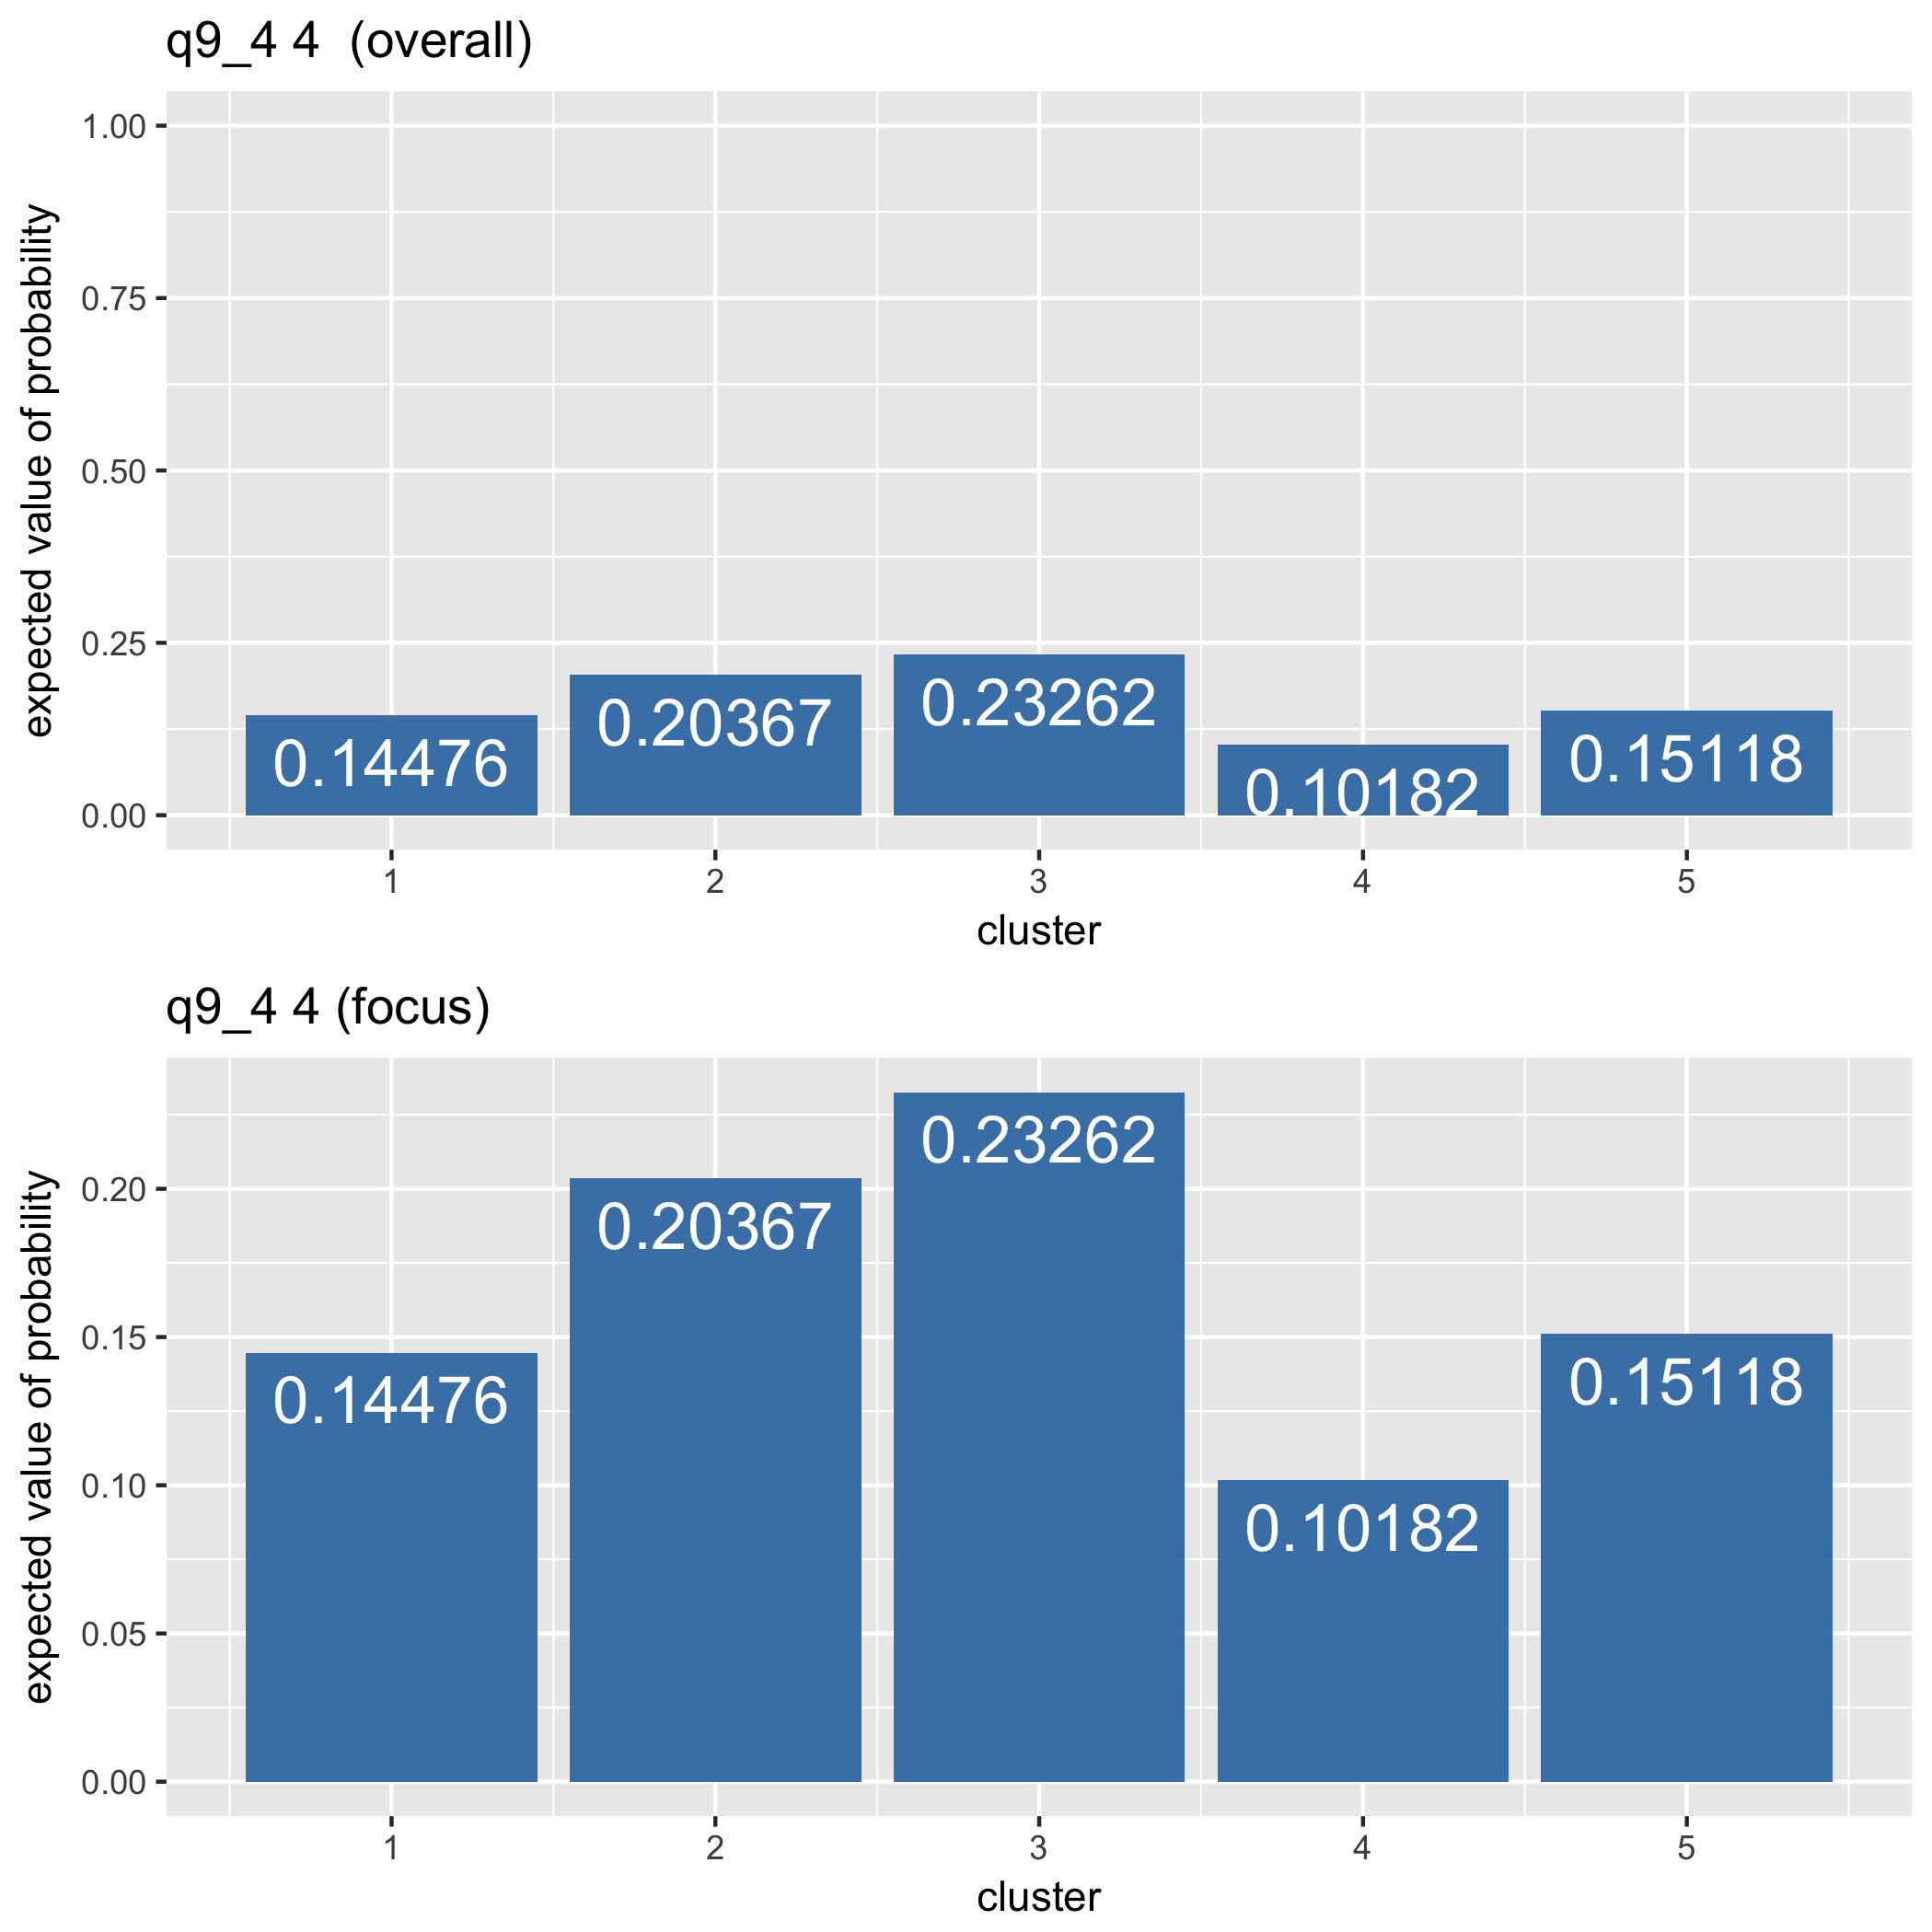 q9_4 4  (overall)
expected value of probability
1.00
0.75
0.50
0.25
0.00
0.14476
0.20367
0.23262
0.10182
0.15118
1 2 3 4 5
cluster
q9_4 4 (focus)
expected value of probability
0.20
0.15
0.10
0.05
0.00
0.14476
0.20367
0.23262
0.10182
0.15118
1 2 3 4 5
cluster